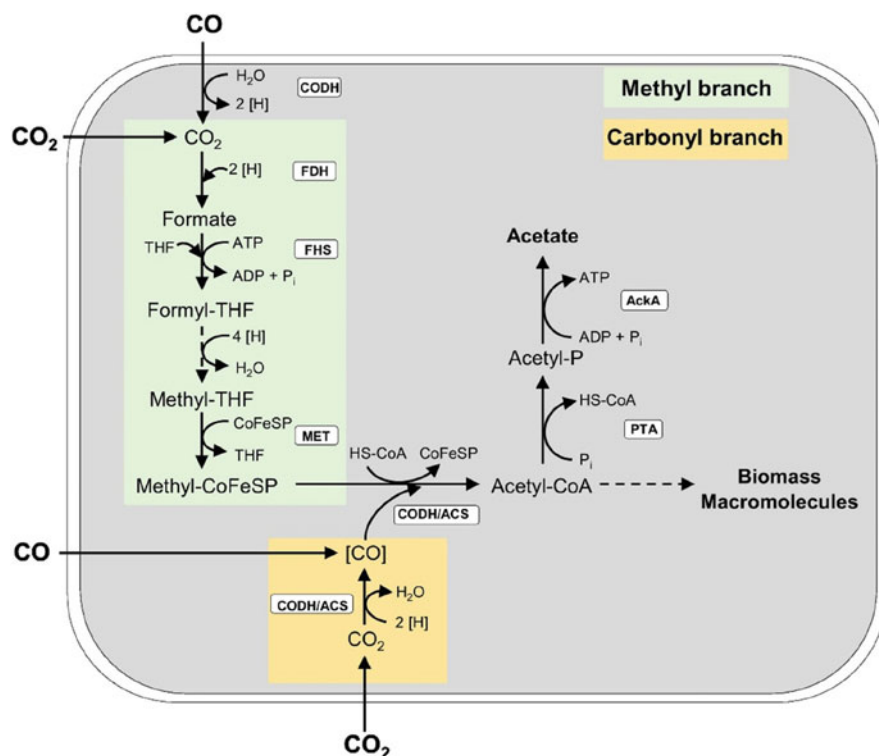 CO
H₂O
CODH
2 [H]
Methyl branch
CO₂
CO₂
Carbonyl branch
2 [H]
FDH
Formate
THF
ATP
FHS
ADP + Pᵢ
Acetate
ATP
AckA
ADP + Pᵢ
Formyl-THF
4 [H]
H₂O
Acetyl-P
Methyl-THF
CoFeSP
MET
THF
HS-CoA
PTA
Pᵢ
HS-CoA
CoFeSP
Methyl-CoFeSP
Acetyl-CoA
Biomass
Macromolecules
CODH/ACS
CO
[CO]
CODH/ACS
H₂O
2 [H]
CO₂
CO₂